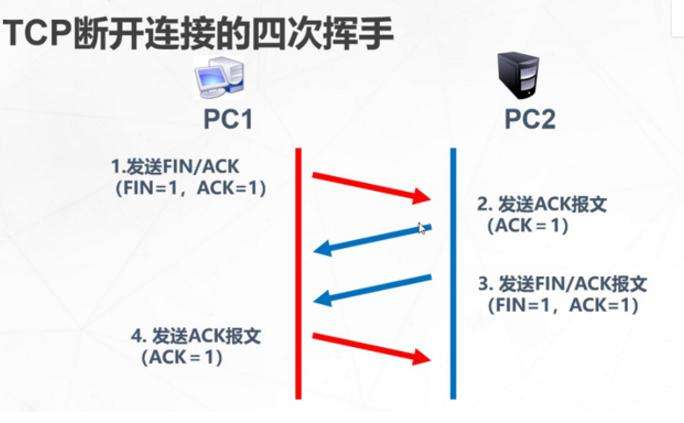 TCP断开连接的四次挥手
PC1
PC2
1.发送FIN/ACK
（FIN=1，ACK=1）
2. 发送ACK报文
（ACK＝1）
3. 发送FIN/ACK报文
（FIN=1，ACK=1）
4. 发送ACK报文
（ACK＝1）